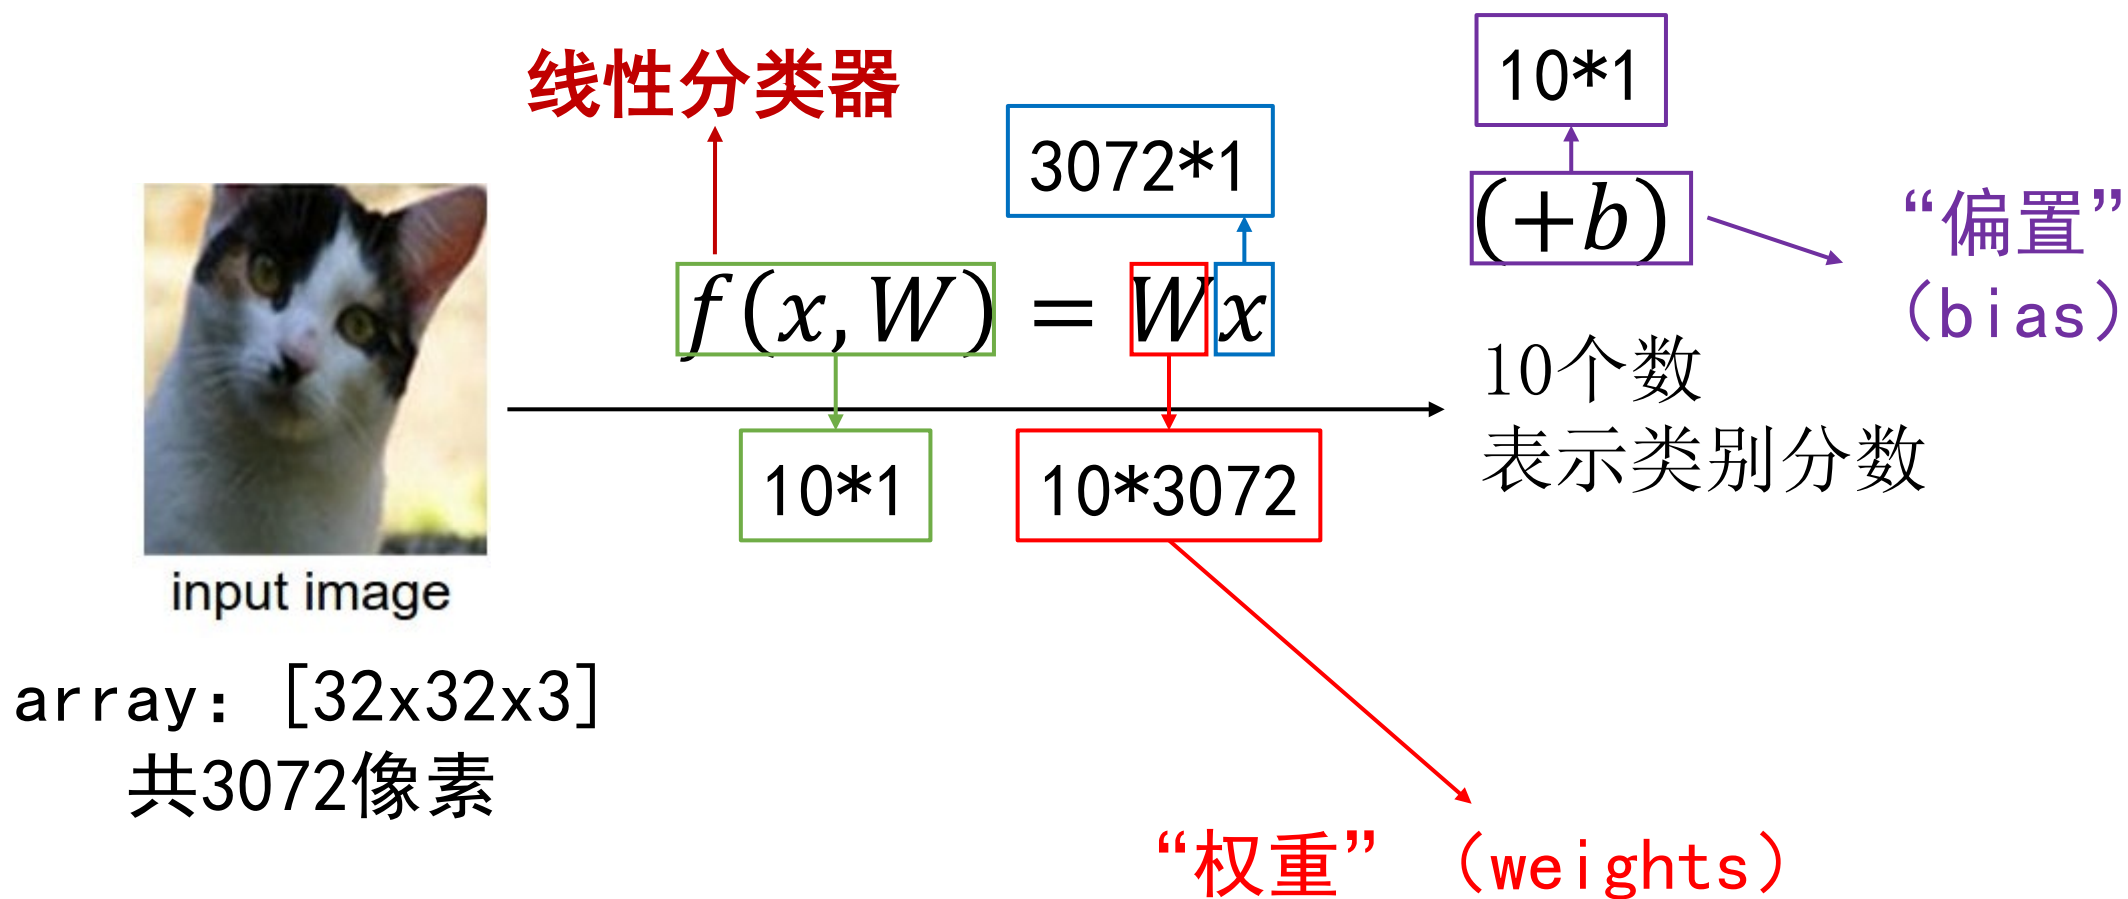 线性分类器
10*1
3072*1
(+b)
“偏置”
(bias)
f(x,W) = Wx
10个数
表示类别分数
10*1
10*3072
input image
array: [32x32x3]
共3072像素
“权重” (weights)